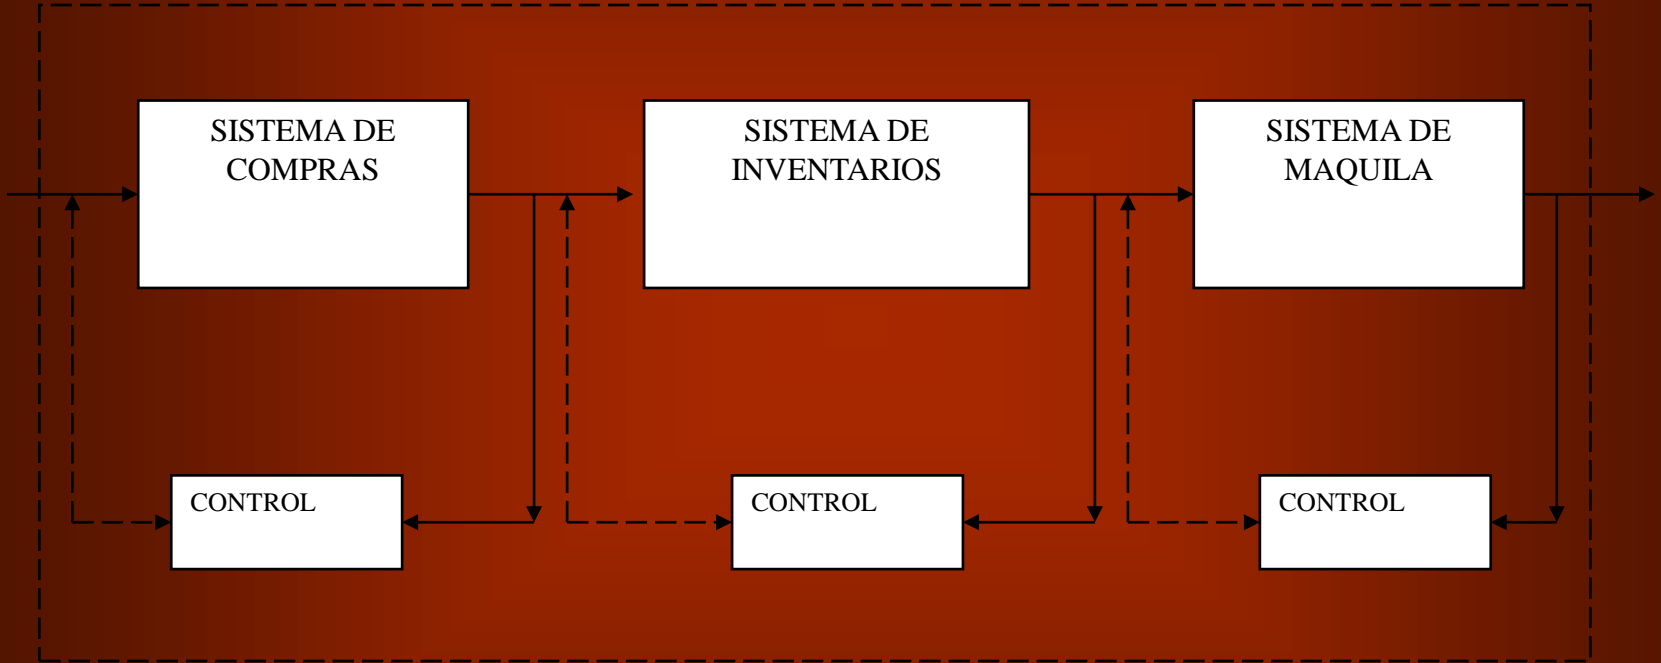 SISTEMA DE
COMPRAS
SISTEMA DE
INVENTARIOS
SISTEMA DE
MAQUILA
CONTROL
CONTROL
CONTROL